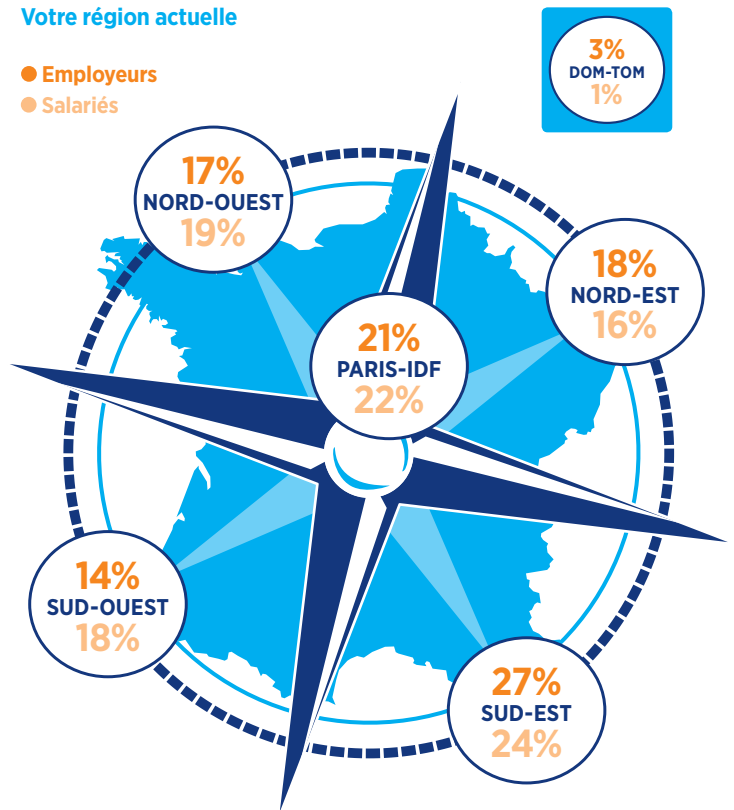 Votre région actuelle
Employeurs
Salariés
3%
DOM-TOM
1%
17%
NORD-OUEST
19%
18%
NORD-EST
16%
21%
PARIS-IDF
22%
14%
SUD-OUEST
18%
27%
SUD-EST
24%